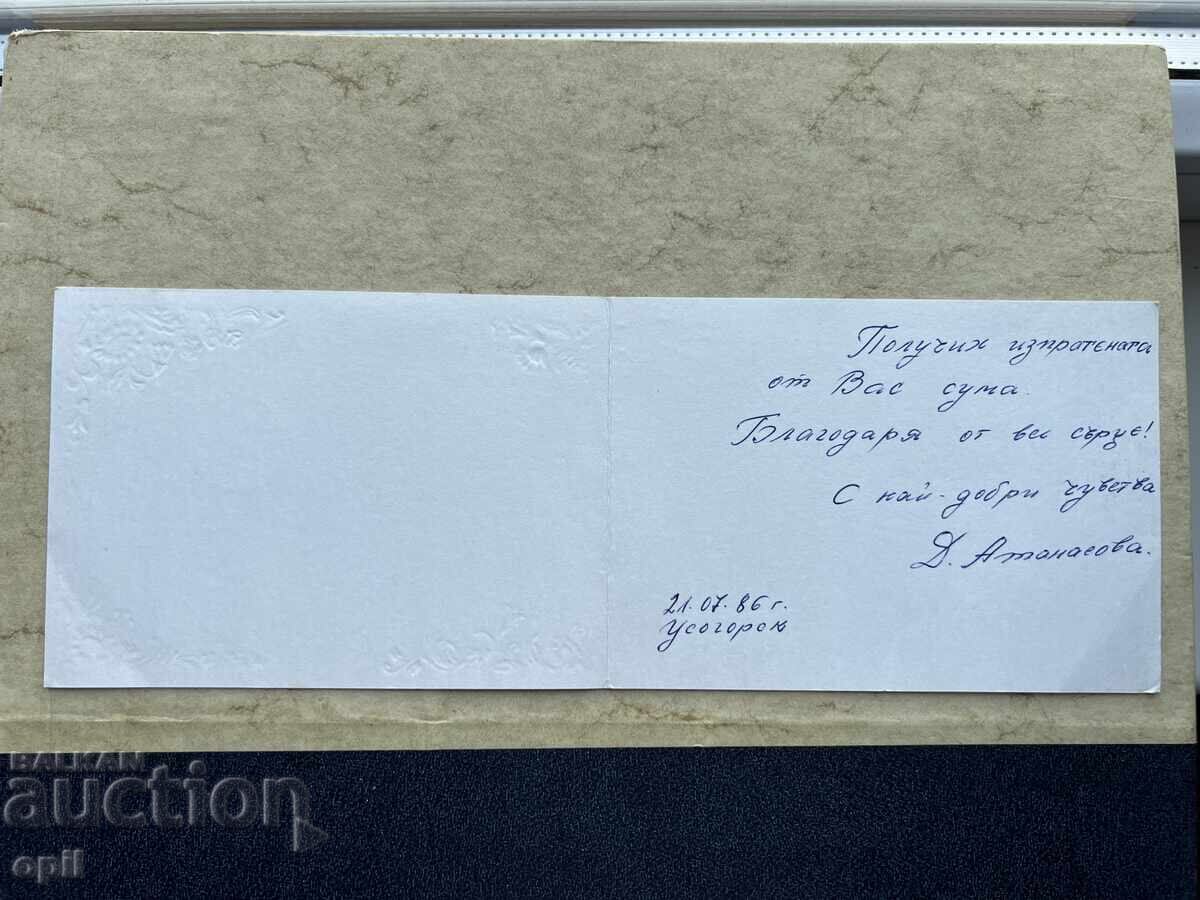 Получих изпратената
от Вас сума.
Благодаря от все сърце!
С най-добри чувства
Д. Атанасова.
21.07.86 г.
Усогорск
BALKAN
auction
opil